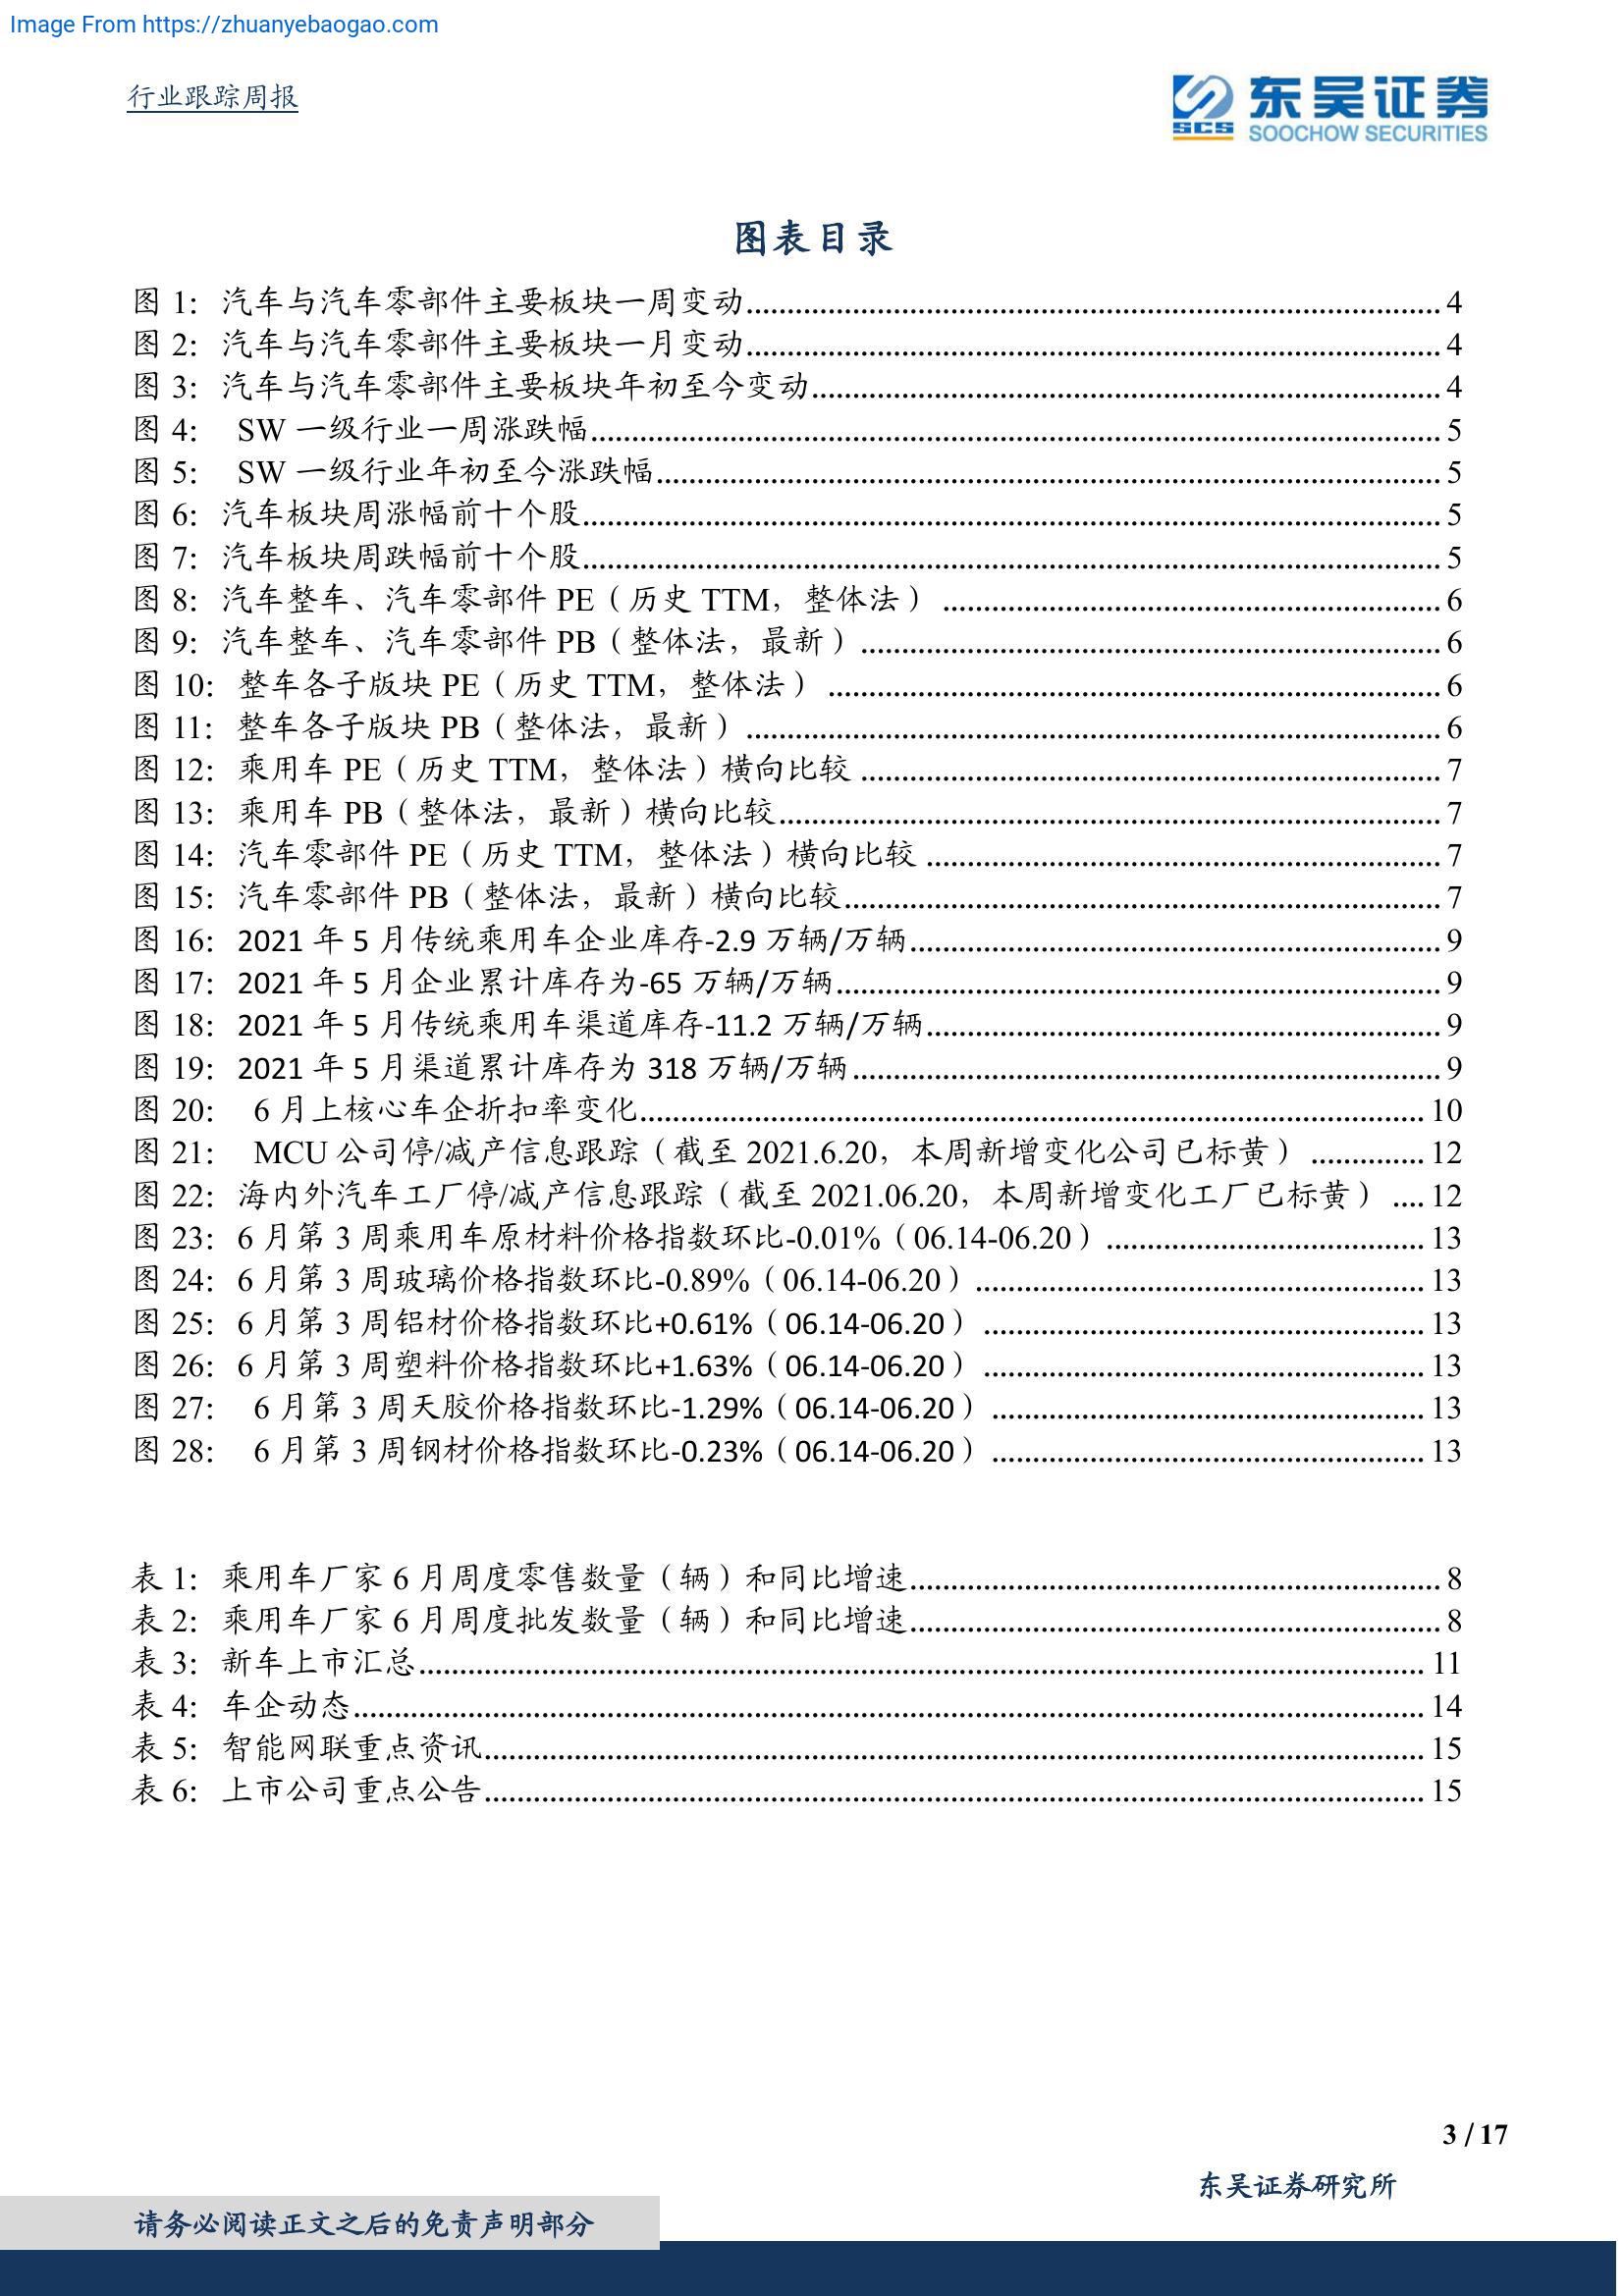 Image From https://zhuanyebaogao.com
行业跟踪周报
SCS 东吴证券
SOOCHOW SECURITIES
图表目录
图 1： 汽车与汽车零部件主要板块一周变动 4
图 2： 汽车与汽车零部件主要板块一月变动 4
图 3： 汽车与汽车零部件主要板块年初至今变动 4
图 4： SW 一级行业一周涨跌幅 5
图 5： SW 一级行业年初至今涨跌幅 5
图 6： 汽车板块周涨幅前十个股 5
图 7： 汽车板块周跌幅前十个股 5
图 8： 汽车整车、汽车零部件 PE（历史 TTM，整体法） 6
图 9： 汽车整车、汽车零部件 PB（整体法，最新） 6
图 10： 整车各子版块 PE（历史 TTM，整体法） 6
图 11： 整车各子版块 PB（整体法，最新） 6
图 12： 乘用车 PE（历史 TTM，整体法）横向比较 7
图 13： 乘用车 PB（整体法，最新）横向比较 7
图 14： 汽车零部件 PE（历史 TTM，整体法）横向比较 7
图 15： 汽车零部件 PB（整体法，最新）横向比较 7
图 16： 2021 年 5 月传统乘用车企业库存-2.9 万辆/万辆 9
图 17： 2021 年 5 月企业累计库存为-65 万辆/万辆 9
图 18： 2021 年 5 月传统乘用车渠道库存-11.2 万辆/万辆 9
图 19： 2021 年 5 月渠道累计库存为 318 万辆/万辆 9
图 20： 6 月上核心车企折扣率变化 10
图 21： MCU 公司停/减产信息跟踪（截至 2021.6.20，本周新增变化公司已标黄） 12
图 22： 海内外汽车工厂停/减产信息跟踪（截至 2021.06.20，本周新增变化工厂已标黄） 12
图 23： 6 月第 3 周乘用车原材料价格指数环比-0.01%（06.14-06.20） 13
图 24： 6 月第 3 周玻璃价格指数环比-0.89%（06.14-06.20） 13
图 25： 6 月第 3 周铝材价格指数环比+0.61%（06.14-06.20） 13
图 26： 6 月第 3 周塑料价格指数环比+1.63%（06.14-06.20） 13
图 27： 6 月第 3 周天胶价格指数环比-1.29%（06.14-06.20） 13
图 28： 6 月第 3 周钢材价格指数环比-0.23%（06.14-06.20） 13
表 1： 乘用车厂家 6 月周度零售数量（辆）和同比增速 8
表 2： 乘用车厂家 6 月周度批发数量（辆）和同比增速 8
表 3： 新车上市汇总 11
表 4： 车企动态 14
表 5： 智能网联重点资讯 15
表 6： 上市公司重点公告 15
3 / 17
东吴证券研究所
请务必阅读正文之后的免责声明部分